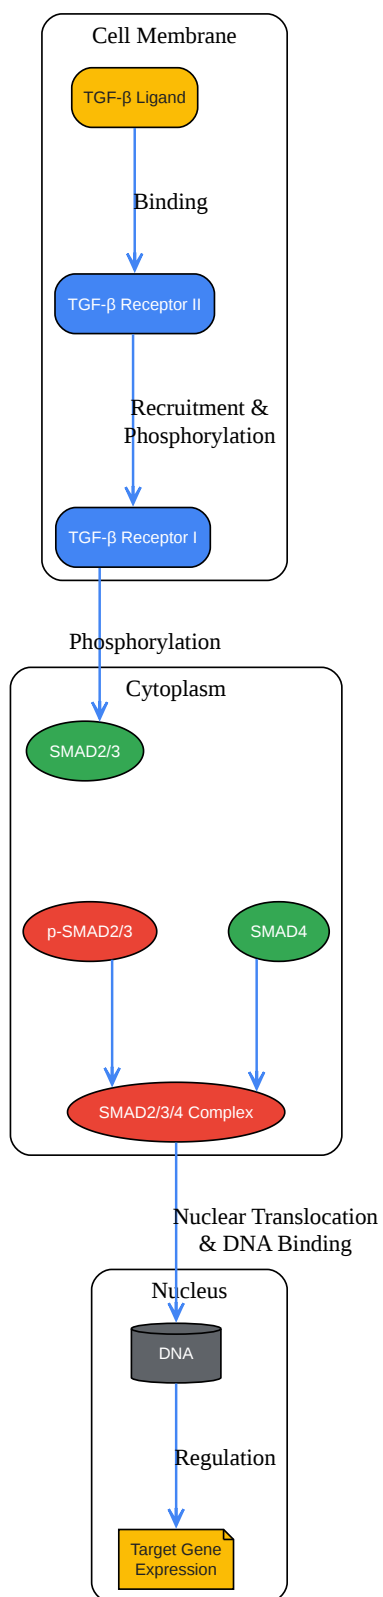 Cell Membrane
TGF-β Ligand
Binding
TGF-β Receptor II
Recruitment &
Phosphorylation
TGF-β Receptor I
Phosphorylation
Cytoplasm
SMAD2/3
p-SMAD2/3
SMAD4
SMAD2/3/4 Complex
Nuclear Translocation
& DNA Binding
Nucleus
DNA
Regulation
Target Gene
Expression